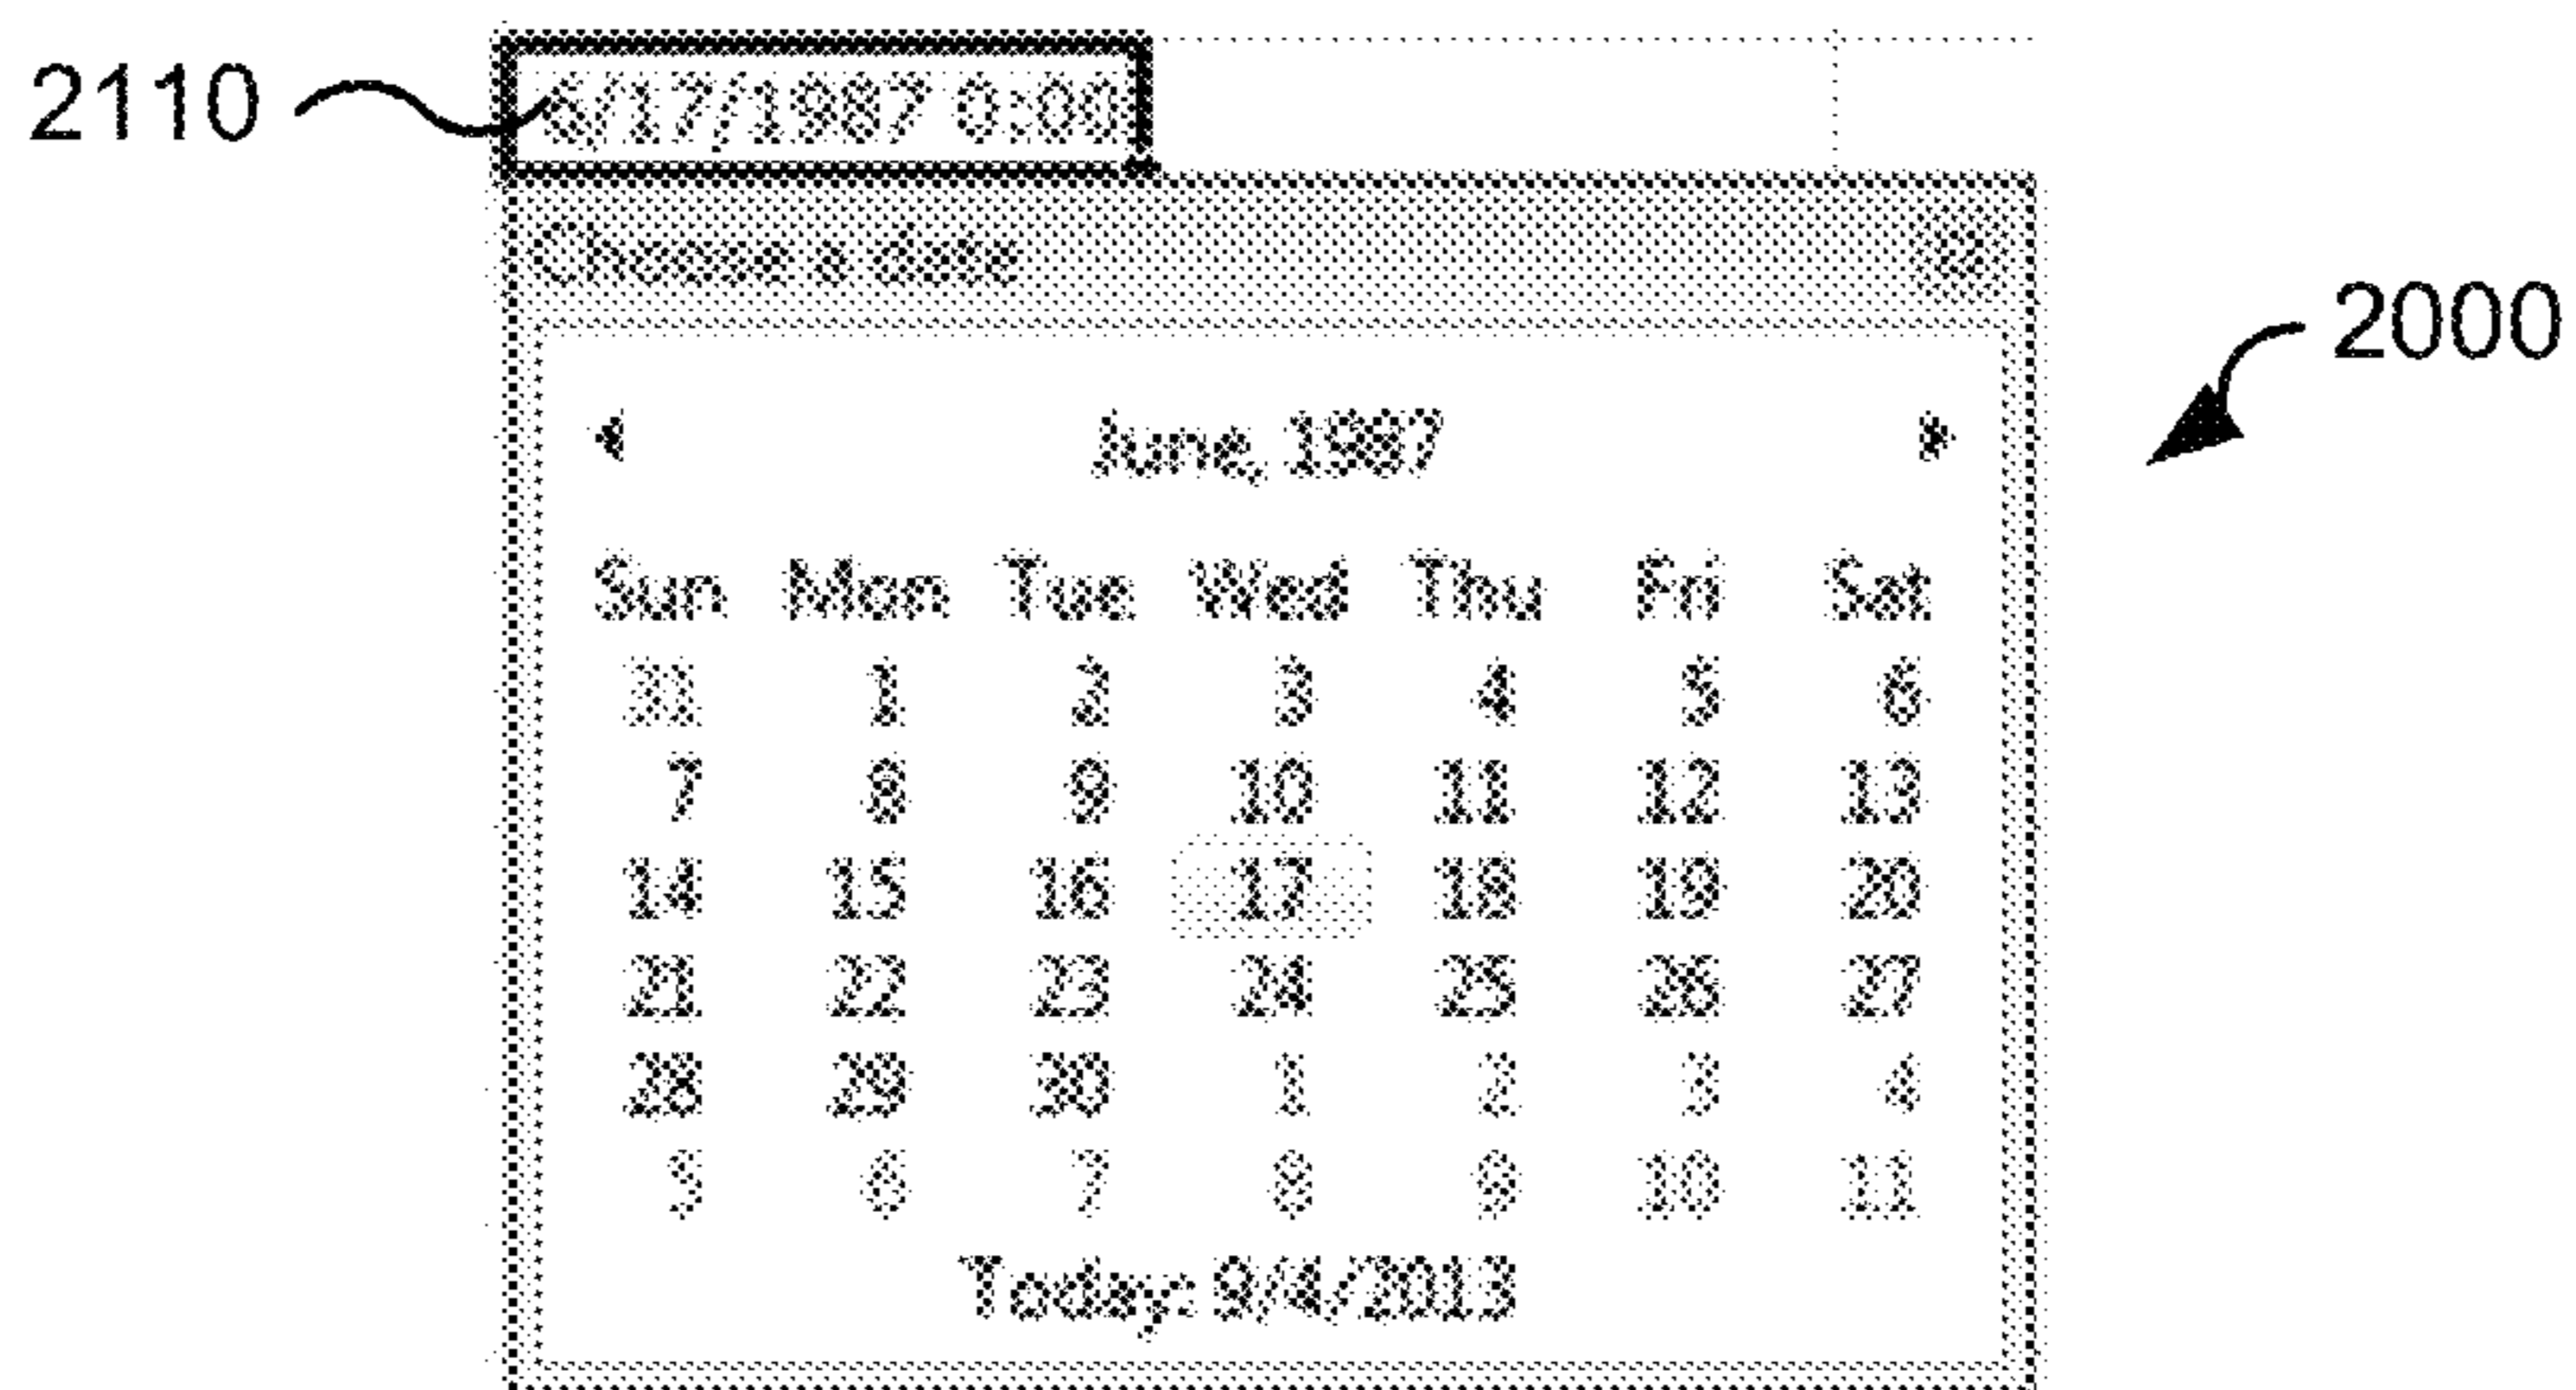 2110
6/17/1987 0:00
Choose a date
2000
June, 1987
Sun Mon Tue Wed Thu Fri Sat
31 1 2 3 4 5 6
7 8 9 10 11 12 13
14 15 16 17 18 19 20
21 22 23 24 25 26 27
28 29 30 1 2 3 4
5 6 7 8 9 10 11
Today: 9/4/2013